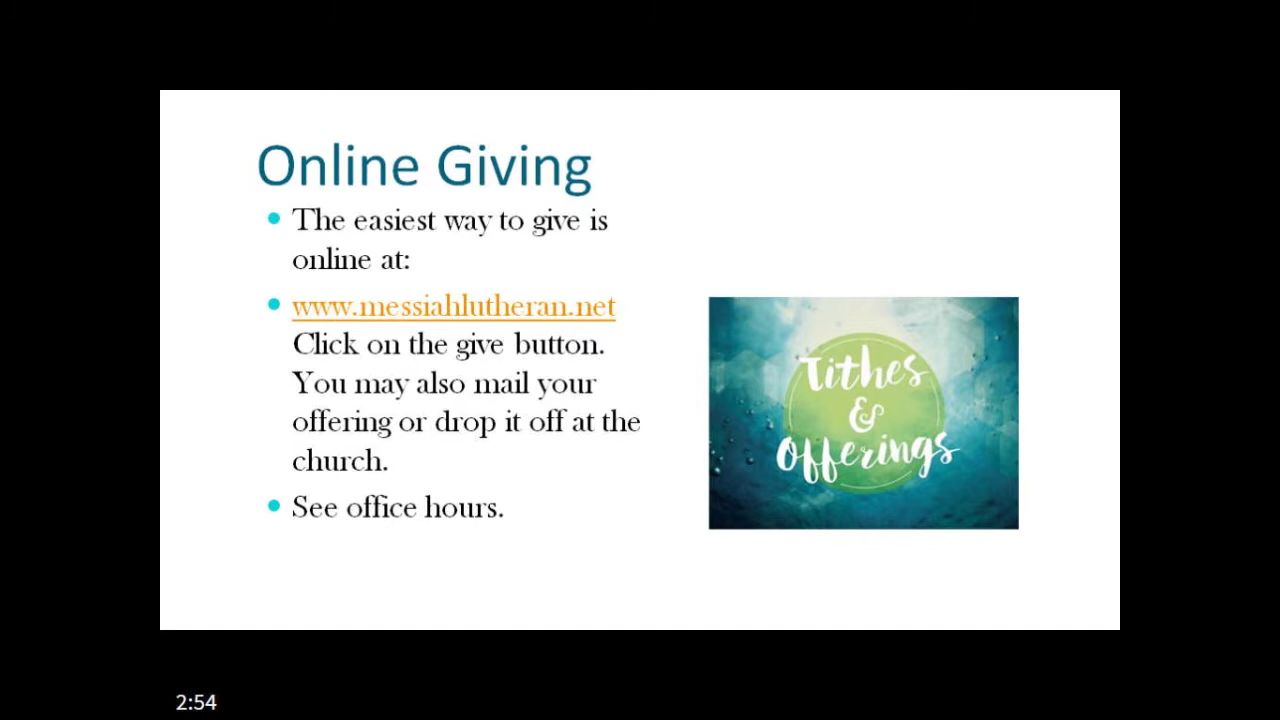 Online Giving
The easiest way to give is
online at:
www.messiahlutheran.net
Click on the give button.
You may also mail your
offering or drop it off at the
church.
See office hours.
Tithes
&
Offerings
2:54